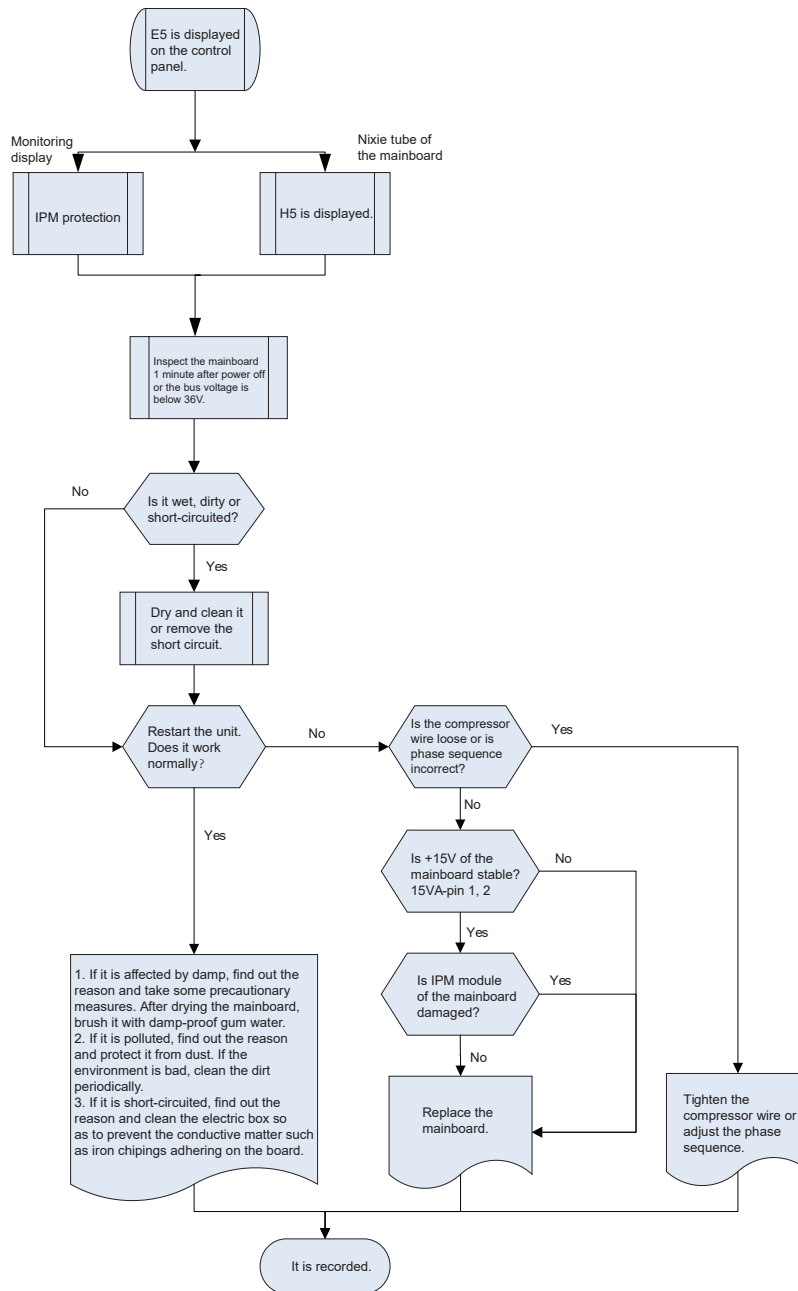 E5 is displayed
on the control
panel.
Monitoring
display
Nixie tube of
the mainboard
IPM protection
H5 is displayed.
Inspect the mainboard
1 minute after power off
or the bus voltage is
below 36V.
No
Is it wet, dirty or
short-circuited?
Yes
Dry and clean it
or remove the
short circuit.
Restart the unit.
Does it work
normally?
No
Is the compressor
wire loose or is
phase sequence
incorrect?
Yes
No
Yes
Is +15V of the
mainboard stable?
15VA-pin 1, 2
No
Yes
Is IPM module
of the mainboard
damaged?
Yes
No
1. If it is affected by damp, find out the
reason and take some precautionary
measures. After drying the mainboard,
brush it with damp-proof gum water.
2. If it is polluted, find out the reason
and protect it from dust. If the
environment is bad, clean the dirt
periodically.
3. If it is short-circuited, find out the
reason and clean the electric box so
as to prevent the conductive matter such
as iron chipings adhering on the board.
Replace the
mainboard.
Tighten the
compressor wire or
adjust the phase
sequence.
It is recorded.